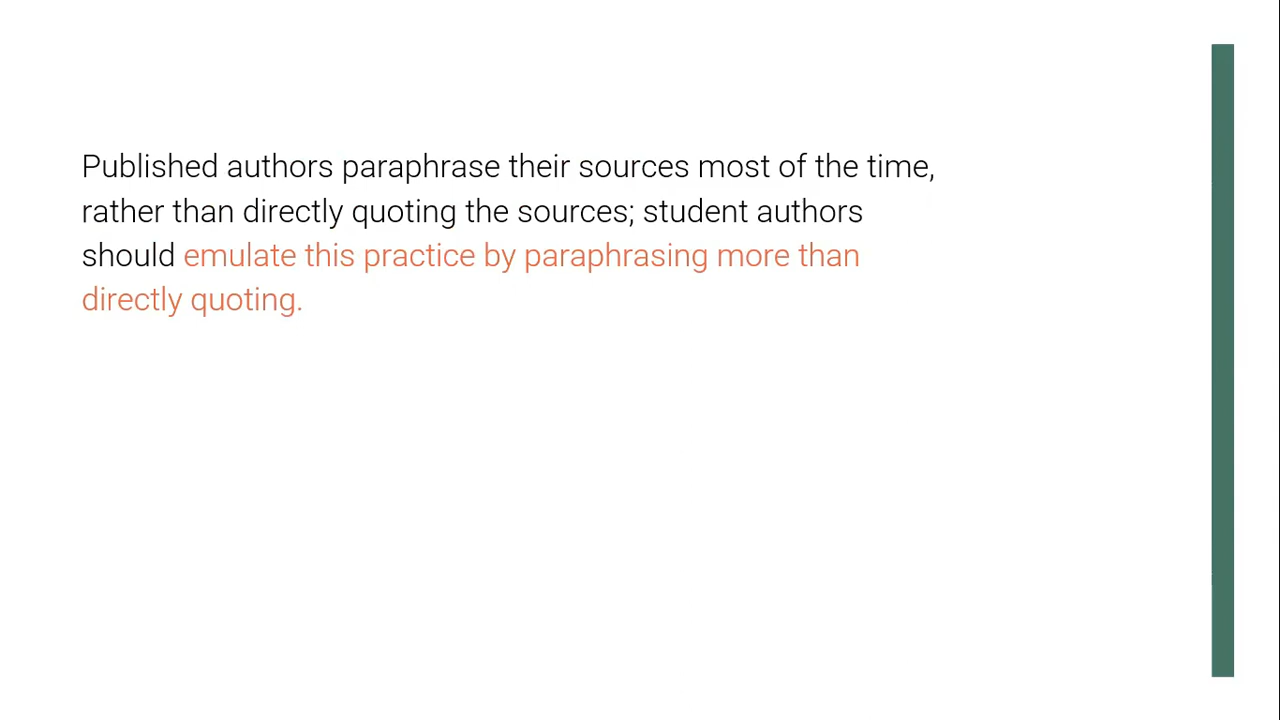 Published authors paraphrase their sources most of the time,
rather than directly quoting the sources; student authors
should emulate this practice by paraphrasing more than
directly quoting.